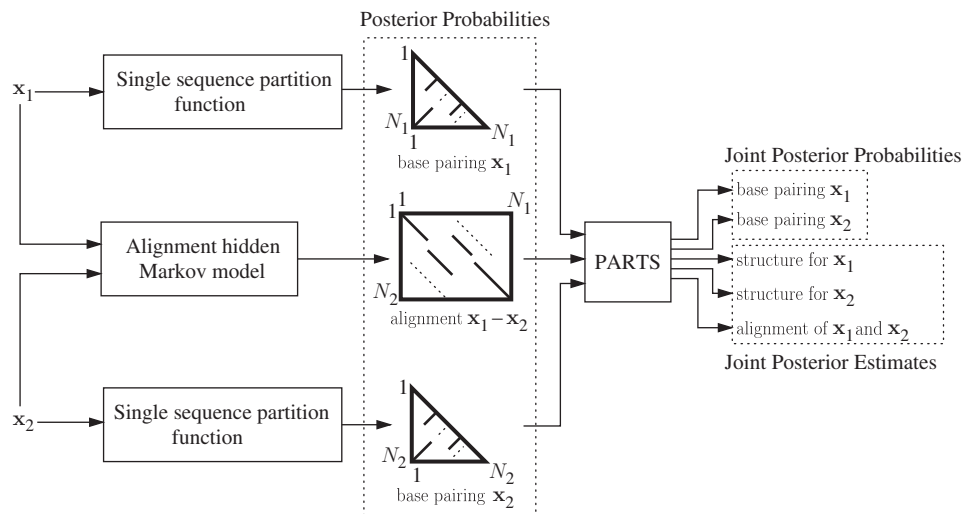 Posterior Probabilities
x₁
Single sequence partition
function
1
N₁
1
N₁
base pairing x₁
Alignment hidden
Markov model
1
1
N₁
N₂
alignment x₁ – x₂
x₂
Single sequence partition
function
1
N₂
1
N₂
base pairing x₂
PARTS
Joint Posterior Probabilities
base pairing x₁
base pairing x₂
structure for x₁
structure for x₂
alignment of x₁ and x₂
Joint Posterior Estimates